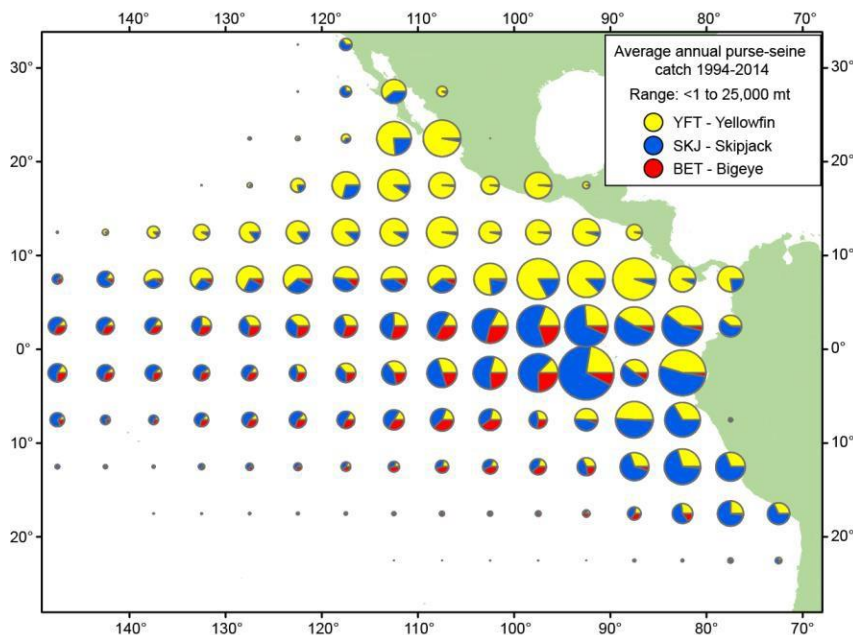 140° 130° 120° 110° 100° 90° 80° 70°
30° 30°
20° 20°
10° 10°
0° 0°
10° 10°
20° 20°
140° 130° 120° 110° 100° 90° 80° 70°
Average annual purse-seine
catch 1994-2014
Range: <1 to 25,000 mt
YFT - Yellowfin
SKJ - Skipjack
BET - Bigeye